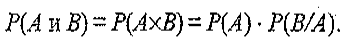 P(A и B) = P(A×B) = P(A) · P(B/A).